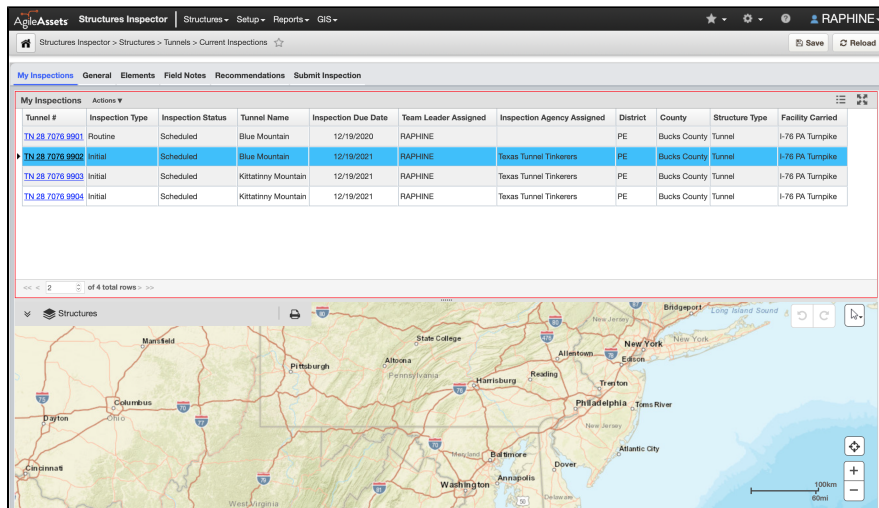 AgileAssets Structures Inspector Structures Setup Reports GIS RAPHINE
Structures Inspector > Structures > Tunnels > Current Inspections Save Reload
My Inspections General Elements Field Notes Recommendations Submit Inspection
My Inspections Actions
Tunnel # Inspection Type Inspection Status Tunnel Name Inspection Due Date Team Leader Assigned Inspection Agency Assigned District County Structure Type Facility Carried
TN 28 7076 9901 Routine Scheduled Blue Mountain 12/19/2020 RAPHINE PE Bucks County Tunnel I-76 PA Turnpike
TN 28 7076 9902 Initial Scheduled Blue Mountain 12/19/2021 RAPHINE Texas Tunnel Tinkerers PE Bucks County Tunnel I-76 PA Turnpike
TN 28 7076 9903 Initial Scheduled Kittatinny Mountain 12/19/2021 RAPHINE Texas Tunnel Tinkerers PE Bucks County Tunnel I-76 PA Turnpike
TN 28 7076 9904 Initial Scheduled Kittatinny Mountain 12/19/2021 RAPHINE Texas Tunnel Tinkerers PE Bucks County Tunnel I-76 PA Turnpike
<< < 2 of 4 total rows > >>
Structures
Bridgeport Long Island Sound
80
New Jersey
Mansfield State College 476 New York New York
Allentown 78 Edison
Pittsburgh Altoona
Pennsylvania Reading
Harrisburg Trenton
76
Columbus Philadelphia Toms River
70
Dayton Ohio 77
New Jersey
Maryland Baltimore Atlantic City
Cincinnati Dover
Annapolis
Washington
100km
West Virginia Delaware 60mi
50